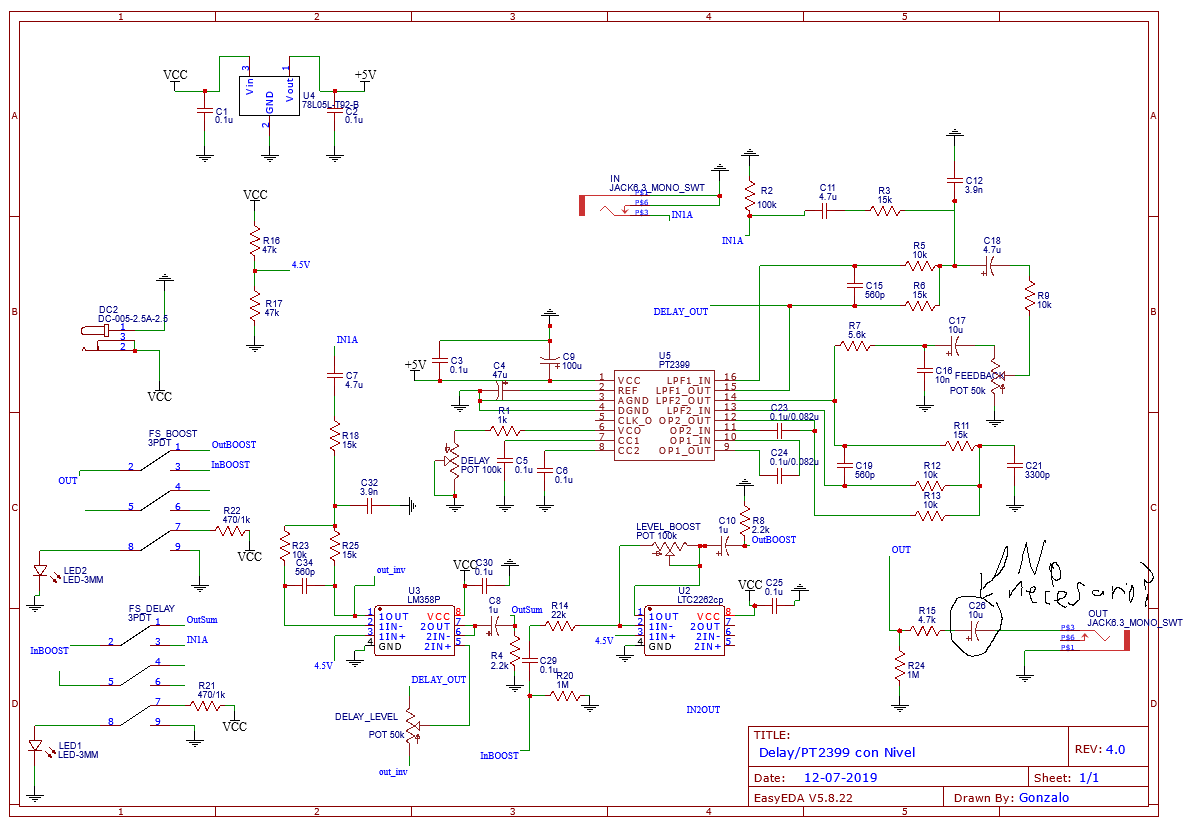 1 2 3 4 5
A A
B B
C C
D D
1 2 3 4 5
VCC
+5V
3 1
Vin
Vout
GND
2
U4
78L05L-T92-B
C1
0.1u
C2
0.1u
VCC
R16
47k
4.5V
R17
47k
DC2
DC-005-2.5A-2.5
1
3
2
VCC
IN
JACK6.3_MONO_SWT
P$1
P$6
P$3
IN1A
R2
100k
IN1A
C11
4.7u
R3
15k
C12
3.9n
R5
10k
C18
4.7u
C15
560p
R6
15k
DELAY_OUT
R9
10k
R7
5.6k
C17
10u
C16
10n
FEEDBACK
POT 50k
IN1A
C7
4.7u
R18
15k
+5V
C3
0.1u
C9
100u
C4
47u
R1
1k
DELAY
POT 100k
C5
0.1u
C6
0.1u
U5
PT2399
1 VCC LPF1_IN 16
2 REF LPF1_OUT 15
3 AGND LPF2_OUT 14
4 DGND LPF2_IN 13
5 CLK_O OP2_OUT 12
6 VCO OP2_IN 11
7 CC1 OP1_IN 10
8 CC2 OP1_OUT 9
C23
0.1u/0.082u
C24
0.1u/0.082u
R11
15k
C19
560p
R12
10k
R13
10k
C21
3300p
FS_BOOST
3PDT
OutBOOST
InBOOST
OUT
1
2 3
4
5 6
7
8 9
R22
470/1k
VCC
LED2
LED-3MM
FS_DELAY
3PDT
OutSum
IN1A
InBOOST
1
2 3
4
5 6
7
8 9
R21
470/1k
VCC
LED1
LED-3MM
C32
3.9n
R23
10k
R25
15k
C34
560p
out_inv
U3
LM358P
1 1OUT VCC 8
2 1IN- 2OUT 7
3 1IN+ 2IN- 6
4 GND 2IN+ 5
4.5V
VCC
C30
0.1u
C8
1u
OutSum
R4
2.2k
DELAY_OUT
DELAY_LEVEL
POT 50k
out_inv
R14
22k
C29
0.1u
R20
1M
InBOOST
4.5V
LEVEL_BOOST
POT 100k
C10
1u
R8
2.2k
OutBOOST
U2
LTC2262cp
1 1OUT VCC 8
2 1IN- 2OUT 7
3 1IN+ 2IN- 6
4 GND 2IN+ 5
VCC
C25
0.1u
IN2OUT
OUT
R15
4.7k
R24
1M
C26
10u
OUT
JACK6.3_MONO_SWT
P$3
P$6
P$1
TITLE:
Delay/PT2399 con Nivel
REV: 4.0
Date: 12-07-2019
Sheet: 1/1
EasyEDA V5.8.22
Drawn By: Gonzalo